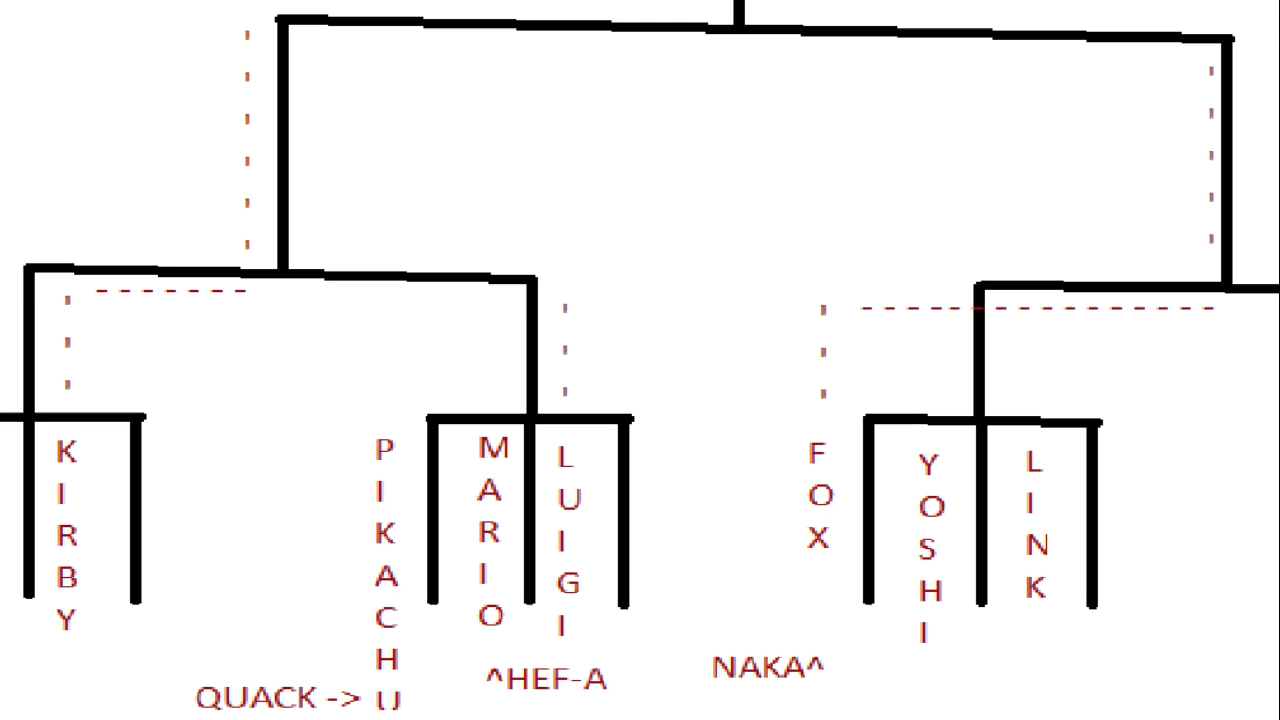 KIRBY
PIKACHU
MARIO
LUIGI
FOX
YOSHI
LINK
QUACK ->
^HEF-A
NAKA^